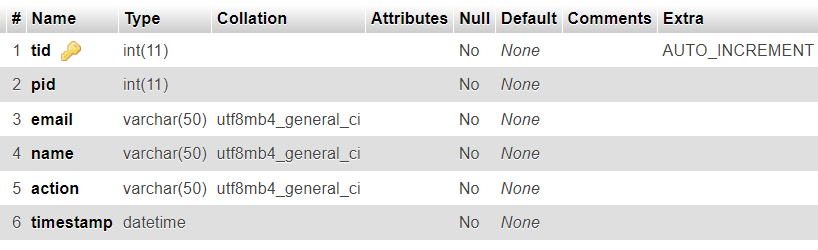 # Name Type Collation Attributes Null Default Comments Extra
1 tid int(11) No None AUTO_INCREMENT
2 pid int(11) No None
3 email varchar(50) utf8mb4_general_ci No None
4 name varchar(50) utf8mb4_general_ci No None
5 action varchar(50) utf8mb4_general_ci No None
6 timestamp datetime No None